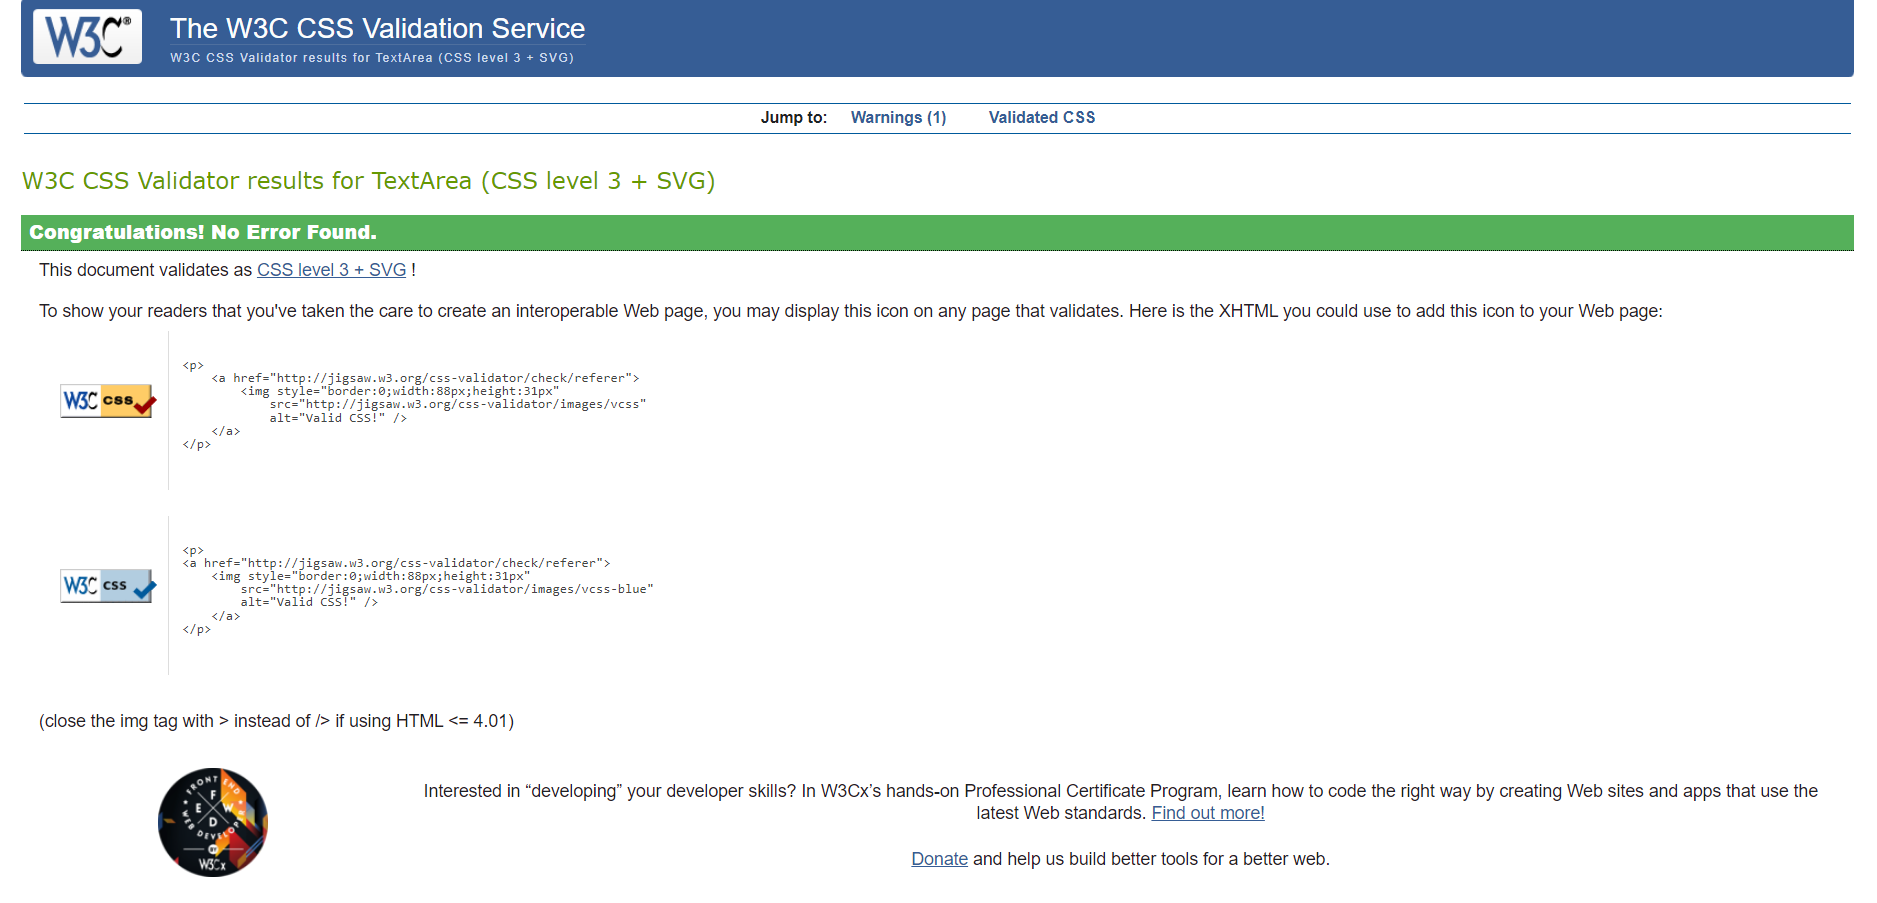 W3C®
The W3C CSS Validation Service
W3C CSS Validator results for TextArea (CSS level 3 + SVG)
Jump to: Warnings (1) Validated CSS
W3C CSS Validator results for TextArea (CSS level 3 + SVG)
Congratulations! No Error Found.
This document validates as CSS level 3 + SVG !
To show your readers that you've taken the care to create an interoperable Web page, you may display this icon on any page that validates. Here is the XHTML you could use to add this icon to your Web page:
W3C css
<p>
    <a href="http://jigsaw.w3.org/css-validator/check/referer">
        <img style="border:0;width:88px;height:31px"
            src="http://jigsaw.w3.org/css-validator/images/vcss"
            alt="Valid CSS!" />
    </a>
</p>
W3C css
<p>
<a href="http://jigsaw.w3.org/css-validator/check/referer">
    <img style="border:0;width:88px;height:31px"
        src="http://jigsaw.w3.org/css-validator/images/vcss-blue"
        alt="Valid CSS!" />
    </a>
</p>
(close the img tag with > instead of /> if using HTML <= 4.01)
FRONT END
F
E W
D
WEB DEVELOPER
BY
W3Cx
Interested in “developing” your developer skills? In W3Cx’s hands-on Professional Certificate Program, learn how to code the right way by creating Web sites and apps that use the
latest Web standards. Find out more!
Donate and help us build better tools for a better web.